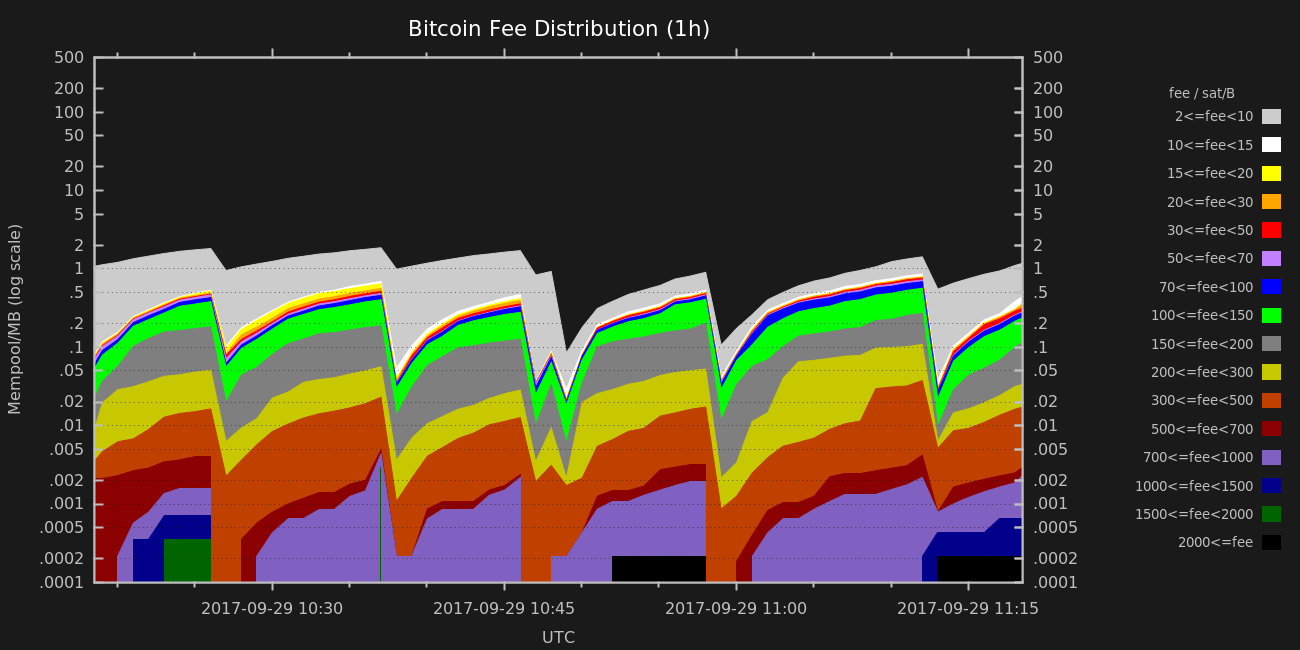 Bitcoin Fee Distribution (1h)
Mempool/MB (log scale)
500
200
100
50
20
10
5
2
1
.5
.2
.1
.05
.02
.01
.005
.002
.001
.0005
.0002
.0001
500
200
100
50
20
10
5
2
1
.5
.2
.1
.05
.02
.01
.005
.002
.001
.0005
.0002
.0001
2017-09-29 10:30
2017-09-29 10:45
2017-09-29 11:00
2017-09-29 11:15
UTC
fee / sat/B
2<=fee<10
10<=fee<15
15<=fee<20
20<=fee<30
30<=fee<50
50<=fee<70
70<=fee<100
100<=fee<150
150<=fee<200
200<=fee<300
300<=fee<500
500<=fee<700
700<=fee<1000
1000<=fee<1500
1500<=fee<2000
2000<=fee